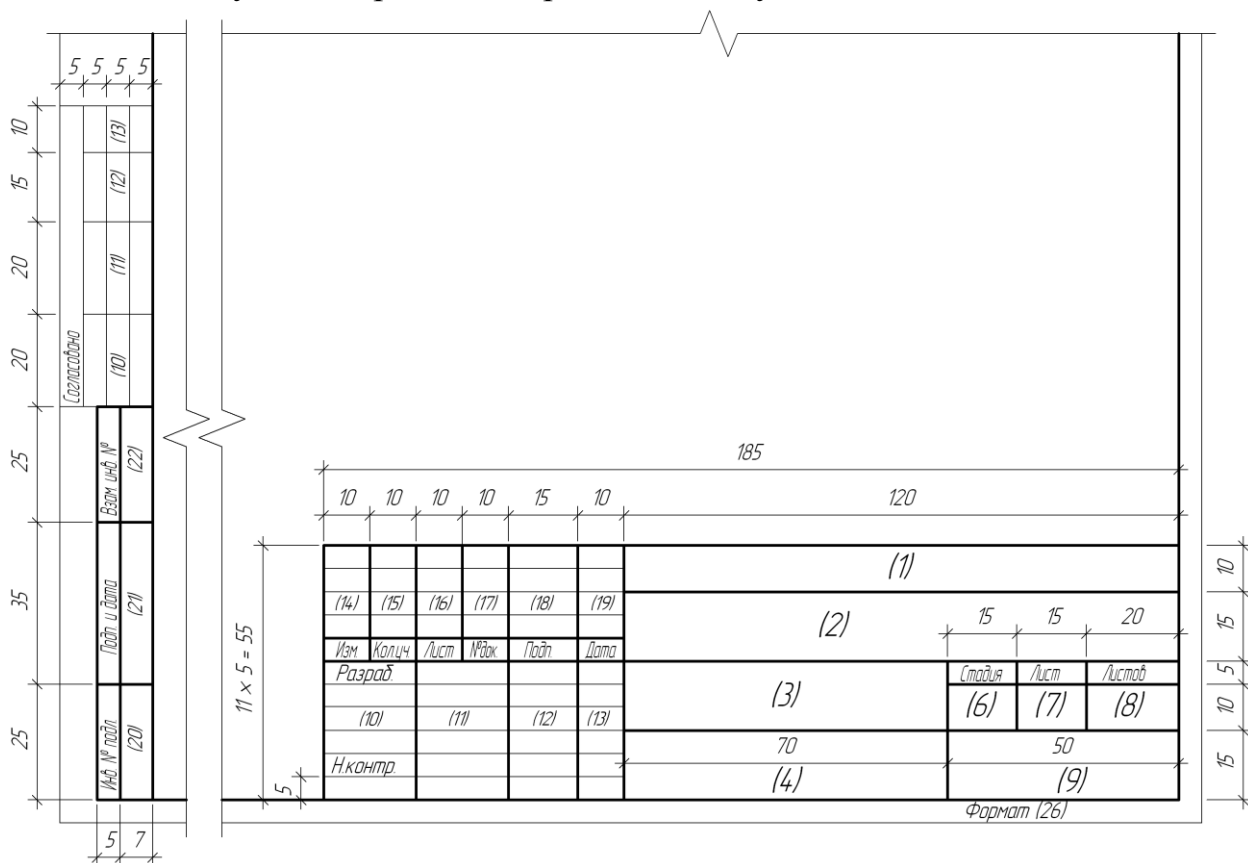 5 5 5 5
10
(13)
15
(12)
20
(11)
20
Согласовано
(10)
25
Взам. инв. №
(22)
35
Подп. и дата
(21)
25
Инв. № подл.
(20)
5 7
185
10 10 10 10 15 10 120
(1)
10
(14) (15) (16) (17) (18) (19)
(2)
15 15 20
15
Изм. Кол.уч. Лист №док. Подп. Дата
11 × 5 = 55
Разраб.
(3)
Стадия Лист Листов
5
(6) (7) (8)
10
(10) (11) (12) (13)
70 50
15
Н.контр.
(4) (9)
5
Формат (26)